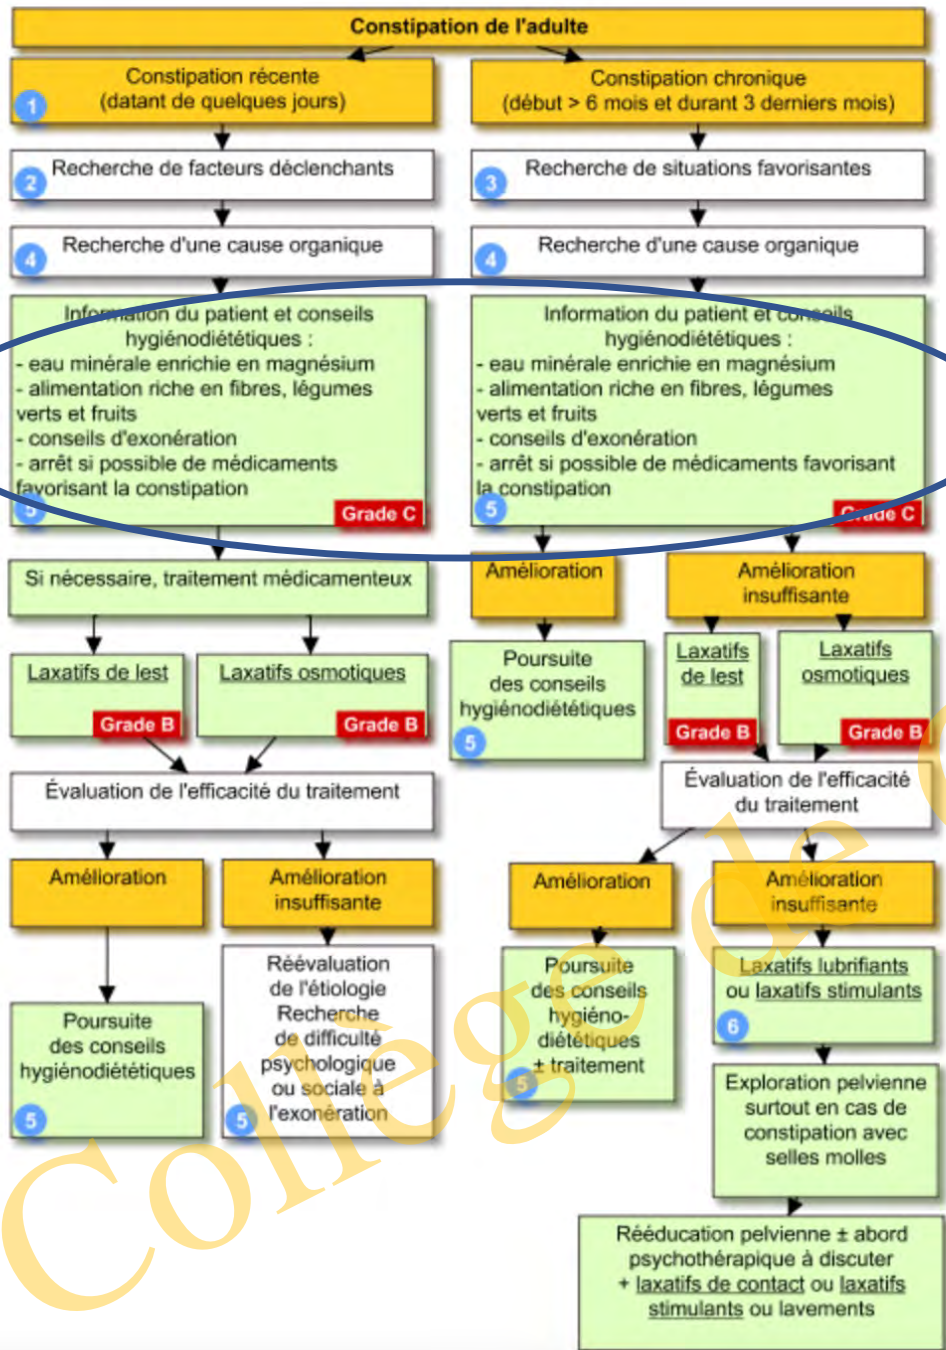 Constipation de l'adulte
Constipation récente
(datant de quelques jours)
1
Constipation chronique
(début > 6 mois et durant 3 derniers mois)
Recherche de facteurs déclenchants
2
Recherche de situations favorisantes
3
Recherche d'une cause organique
4
Recherche d'une cause organique
4
Information du patient et conseils
hygiénodiététiques :
- eau minérale enrichie en magnésium
- alimentation riche en fibres, légumes
verts et fruits
- conseils d'exonération
- arrêt si possible de médicaments
favorisant la constipation
5
Grade C
Information du patient et conseils
hygiénodiététiques :
- eau minérale enrichie en magnésium
- alimentation riche en fibres, légumes
verts et fruits
- conseils d'exonération
- arrêt si possible de médicaments favorisant
la constipation
5
Grade C
Si nécessaire, traitement médicamenteux
Laxatifs de lest
Grade B
Laxatifs osmotiques
Grade B
Évaluation de l'efficacité du traitement
Amélioration
Amélioration
insuffisante
Poursuite
des conseils
hygiénodiététiques
5
Réévaluation
de l'étiologie
Recherche
de difficulté
psychologique
ou sociale à
l'exonération
5
Amélioration
Amélioration
insuffisante
Poursuite
des conseils
hygiénodiététiques
5
Laxatifs
de lest
Grade B
Laxatifs
osmotiques
Grade B
Évaluation de l'efficacité
du traitement
Amélioration
Amélioration
insuffisante
Poursuite
des conseils
hygiéno-
diététiques
± traitement
5
Laxatifs lubrifiants
ou laxatifs stimulants
6
Exploration pelvienne
surtout en cas de
constipation avec
selles molles
Rééducation pelvienne ± abord
psychothérapique à discuter
+ laxatifs de contact ou laxatifs
stimulants ou lavements
Collège de